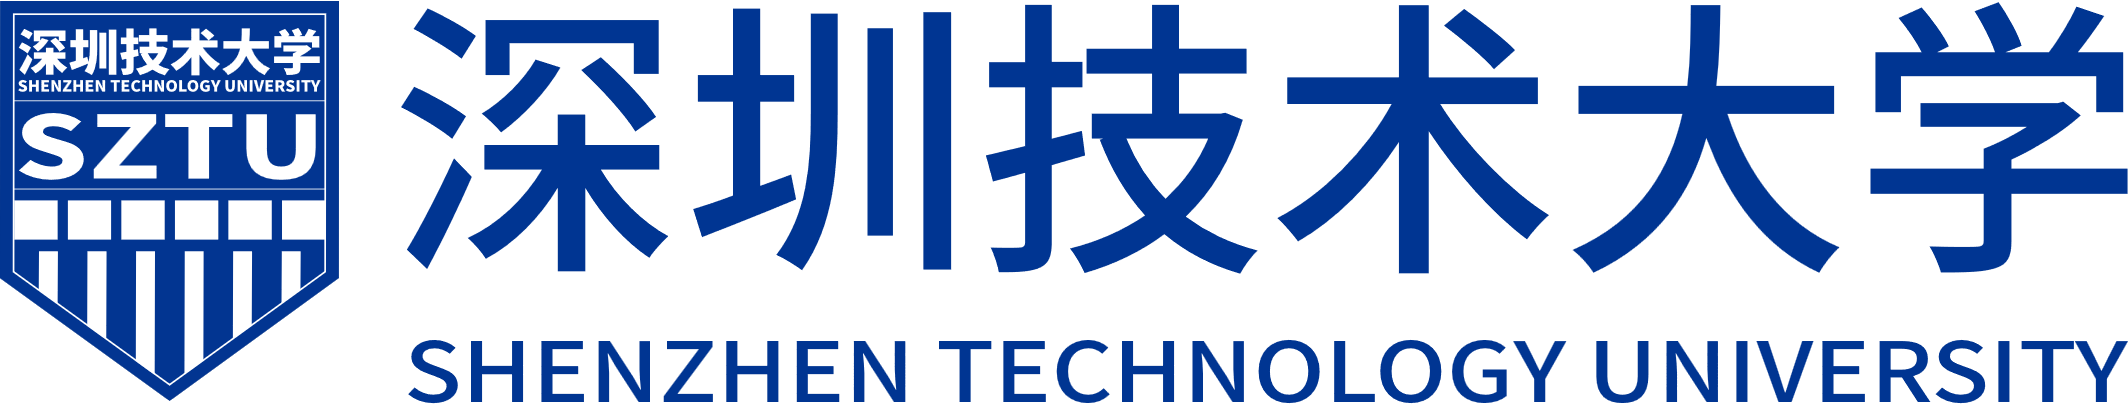 深圳技术大学
SHENZHEN TECHNOLOGY UNIVERSITY
SZTU
深圳技术大学
SHENZHEN TECHNOLOGY UNIVERSITY